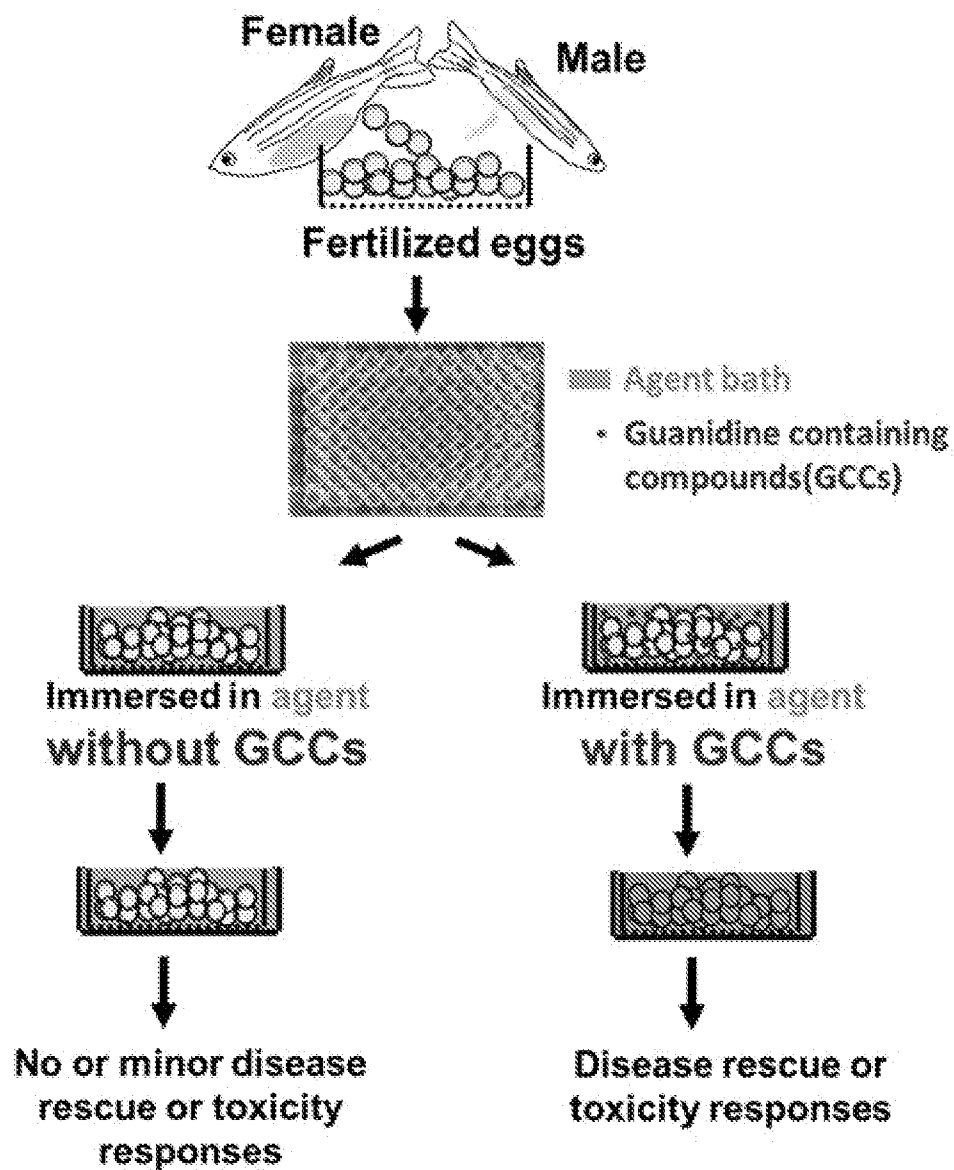 Female
Male
Fertilized eggs
Agent bath
• Guanidine containing
compounds(GCCs)
Immersed in agent
without GCCs
Immersed in agent
with GCCs
No or minor disease
rescue or toxicity
responses
Disease rescue or
toxicity responses